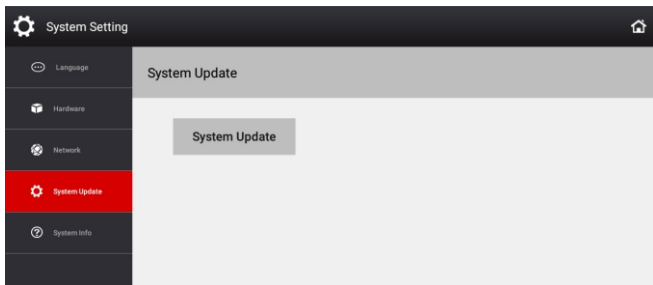 System Setting
Language
Hardware
Network
System Update
System Info
System Update
System Update